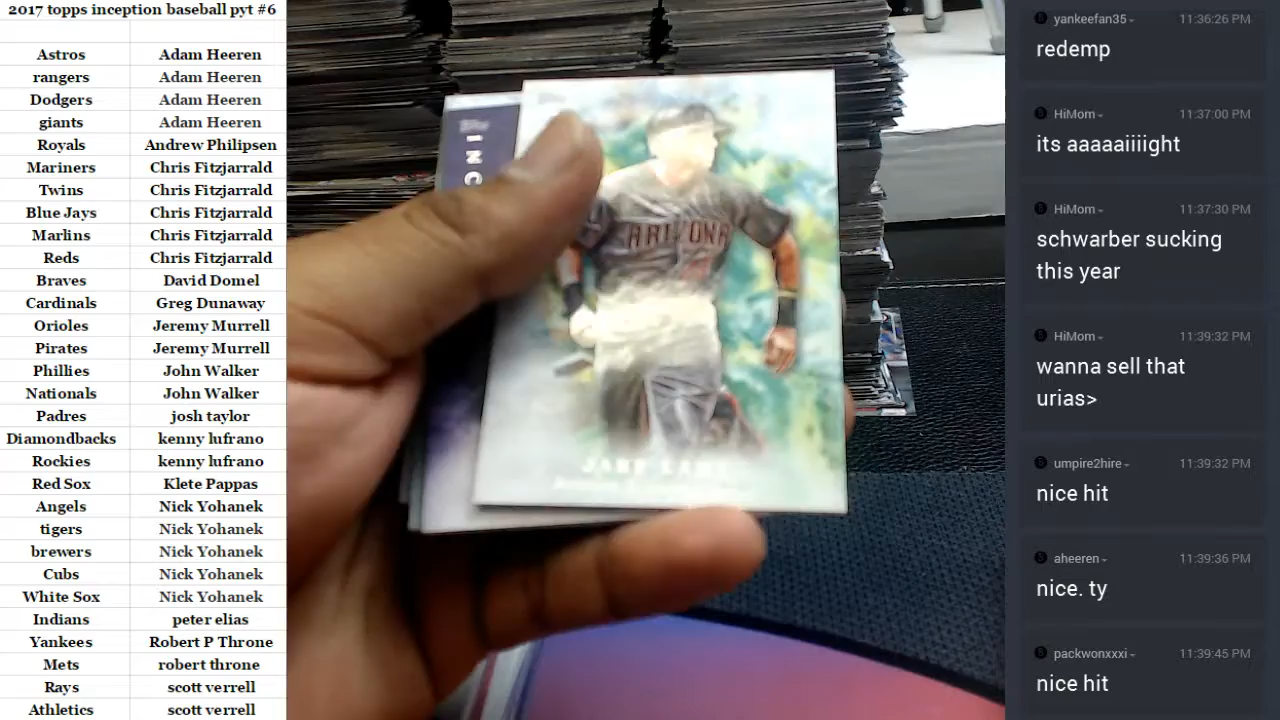 2017 topps inception baseball pyt #6
Astros Adam Heeren
rangers Adam Heeren
Dodgers Adam Heeren
giants Adam Heeren
Royals Andrew Philipsen
Mariners Chris Fitzjarrald
Twins Chris Fitzjarrald
Blue Jays Chris Fitzjarrald
Marlins Chris Fitzjarrald
Reds Chris Fitzjarrald
Braves David Domel
Cardinals Greg Dunaway
Orioles Jeremy Murrell
Pirates Jeremy Murrell
Phillies John Walker
Nationals John Walker
Padres josh taylor
Diamondbacks kenny lufrano
Rockies kenny lufrano
Red Sox Klete Pappas
Angels Nick Yohanek
tigers Nick Yohanek
brewers Nick Yohanek
Cubs Nick Yohanek
White Sox Nick Yohanek
Indians peter elias
Yankees Robert P Throne
Mets robert throne
Rays scott verrell
Athletics scott verrell
INC
ARIZONA
JAKE LAMB
yankeefan35 11:36:26 PM
redemp
HiMom 11:37:00 PM
its aaaaaiiiight
HiMom 11:37:30 PM
schwarber sucking
this year
HiMom 11:39:32 PM
wanna sell that
urias>
umpire2hire 11:39:32 PM
nice hit
aheeren 11:39:36 PM
nice. ty
packwonxxxi 11:39:45 PM
nice hit